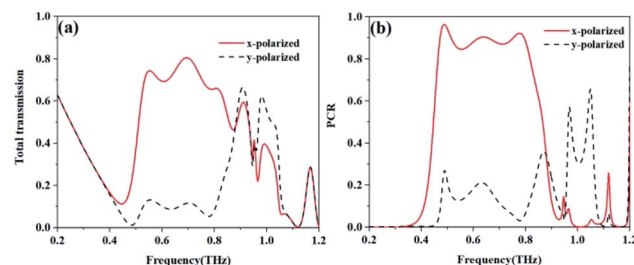 (a)
x-polarized
y-polarized
Total transmission
1.0
0.8
0.6
0.4
0.2
0.0
0.2 0.4 0.6 0.8 1.0 1.2
Frequency(THz)
(b)
x-polarized
y-polarized
PCR
1.0
0.8
0.6
0.4
0.2
0.0
0.2 0.4 0.6 0.8 1.0 1.2
Frequency(THz)